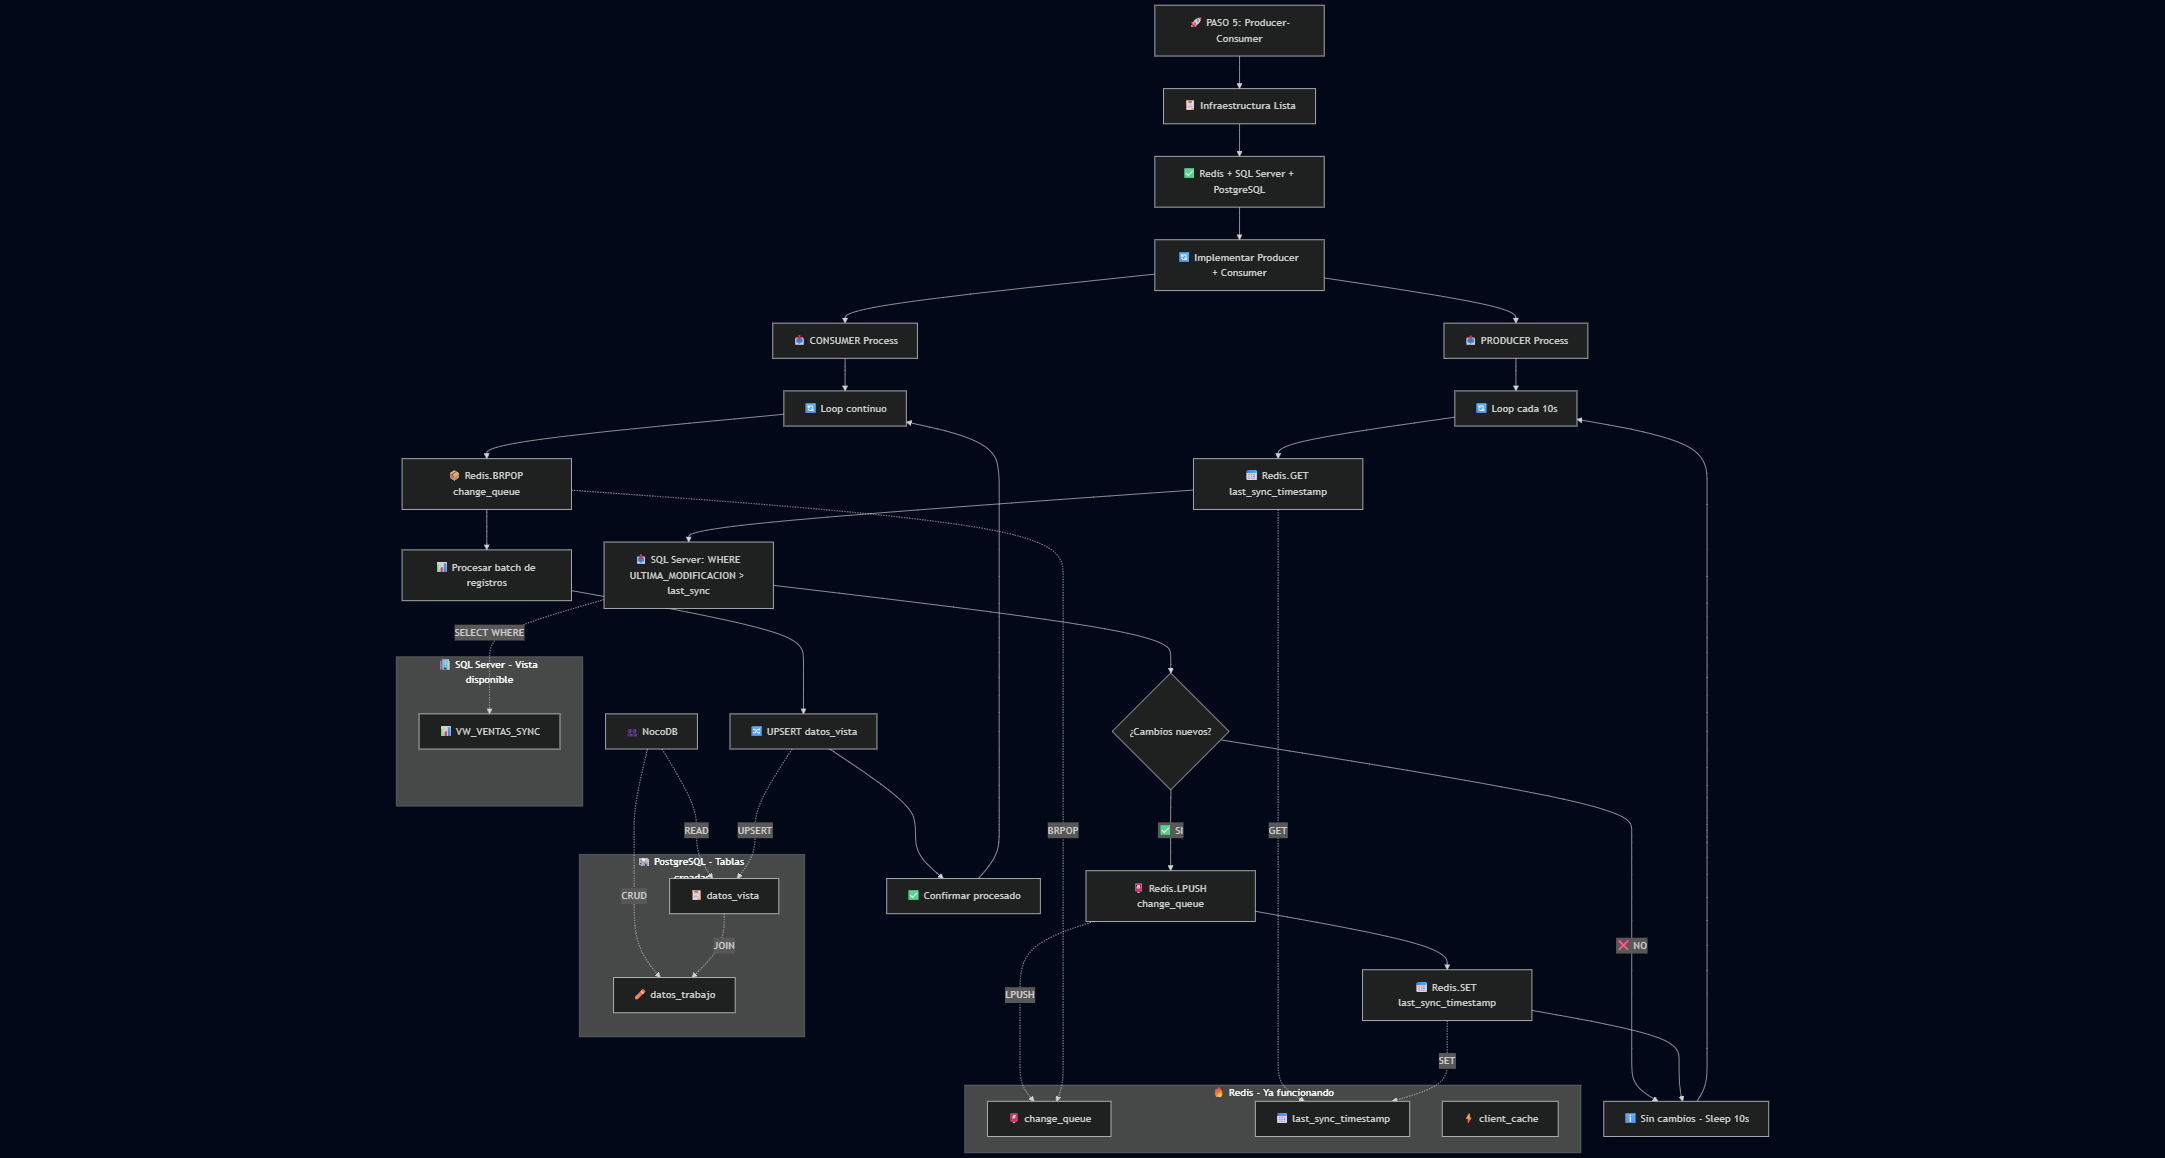 🚀 PASO 5: Producer-
Consumer
📋 Infraestructura Lista
✅ Redis + SQL Server +
PostgreSQL
🔄 Implementar Producer
+ Consumer
📥 CONSUMER Process
📤 PRODUCER Process
🔄 Loop continuo
🔄 Loop cada 10s
📦 Redis.BRPOP
change_queue
📅 Redis.GET
last_sync_timestamp
📊 Procesar batch de
registros
📤 SQL Server: WHERE
ULTIMA_MODIFICACION >
last_sync
SELECT WHERE
🏢 SQL Server - Vista
disponible
📊 VW_VENTAS_SYNC
👥 NocoDB
🔀 UPSERT datos_vista
¿Cambios nuevos?
READ
UPSERT
BRPOP
✅ SI
GET
🐘 PostgreSQL - Tablas
creadas
CRUD
📋 datos_vista
✅ Confirmar procesado
📮 Redis.LPUSH
change_queue
JOIN
❌ NO
🖍️ datos_trabajo
LPUSH
📅 Redis.SET
last_sync_timestamp
SET
🔥 Redis - Ya funcionando
📮 change_queue
📅 last_sync_timestamp
⚡ client_cache
ℹ️ Sin cambios - Sleep 10s